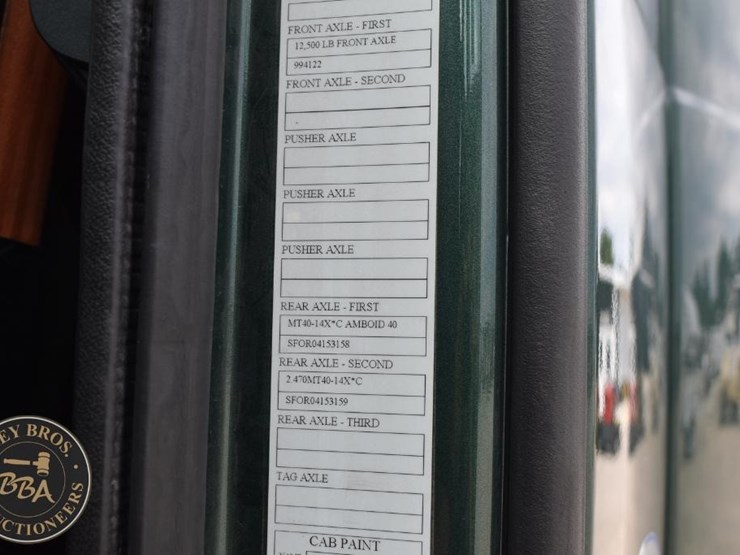 FRONT AXLE - FIRST
12,500 LB FRONT AXLE
994122
FRONT AXLE - SECOND
PUSHER AXLE
PUSHER AXLE
PUSHER AXLE
REAR AXLE - FIRST
MT40-14X*C AMBOID 40
SFOR04153158
REAR AXLE - SECOND
2.470MT40-14X*C
SFOR04153159
REAR AXLE - THIRD
TAG AXLE
CAB PAINT
EY BROS.
BBA
CTIONEERS